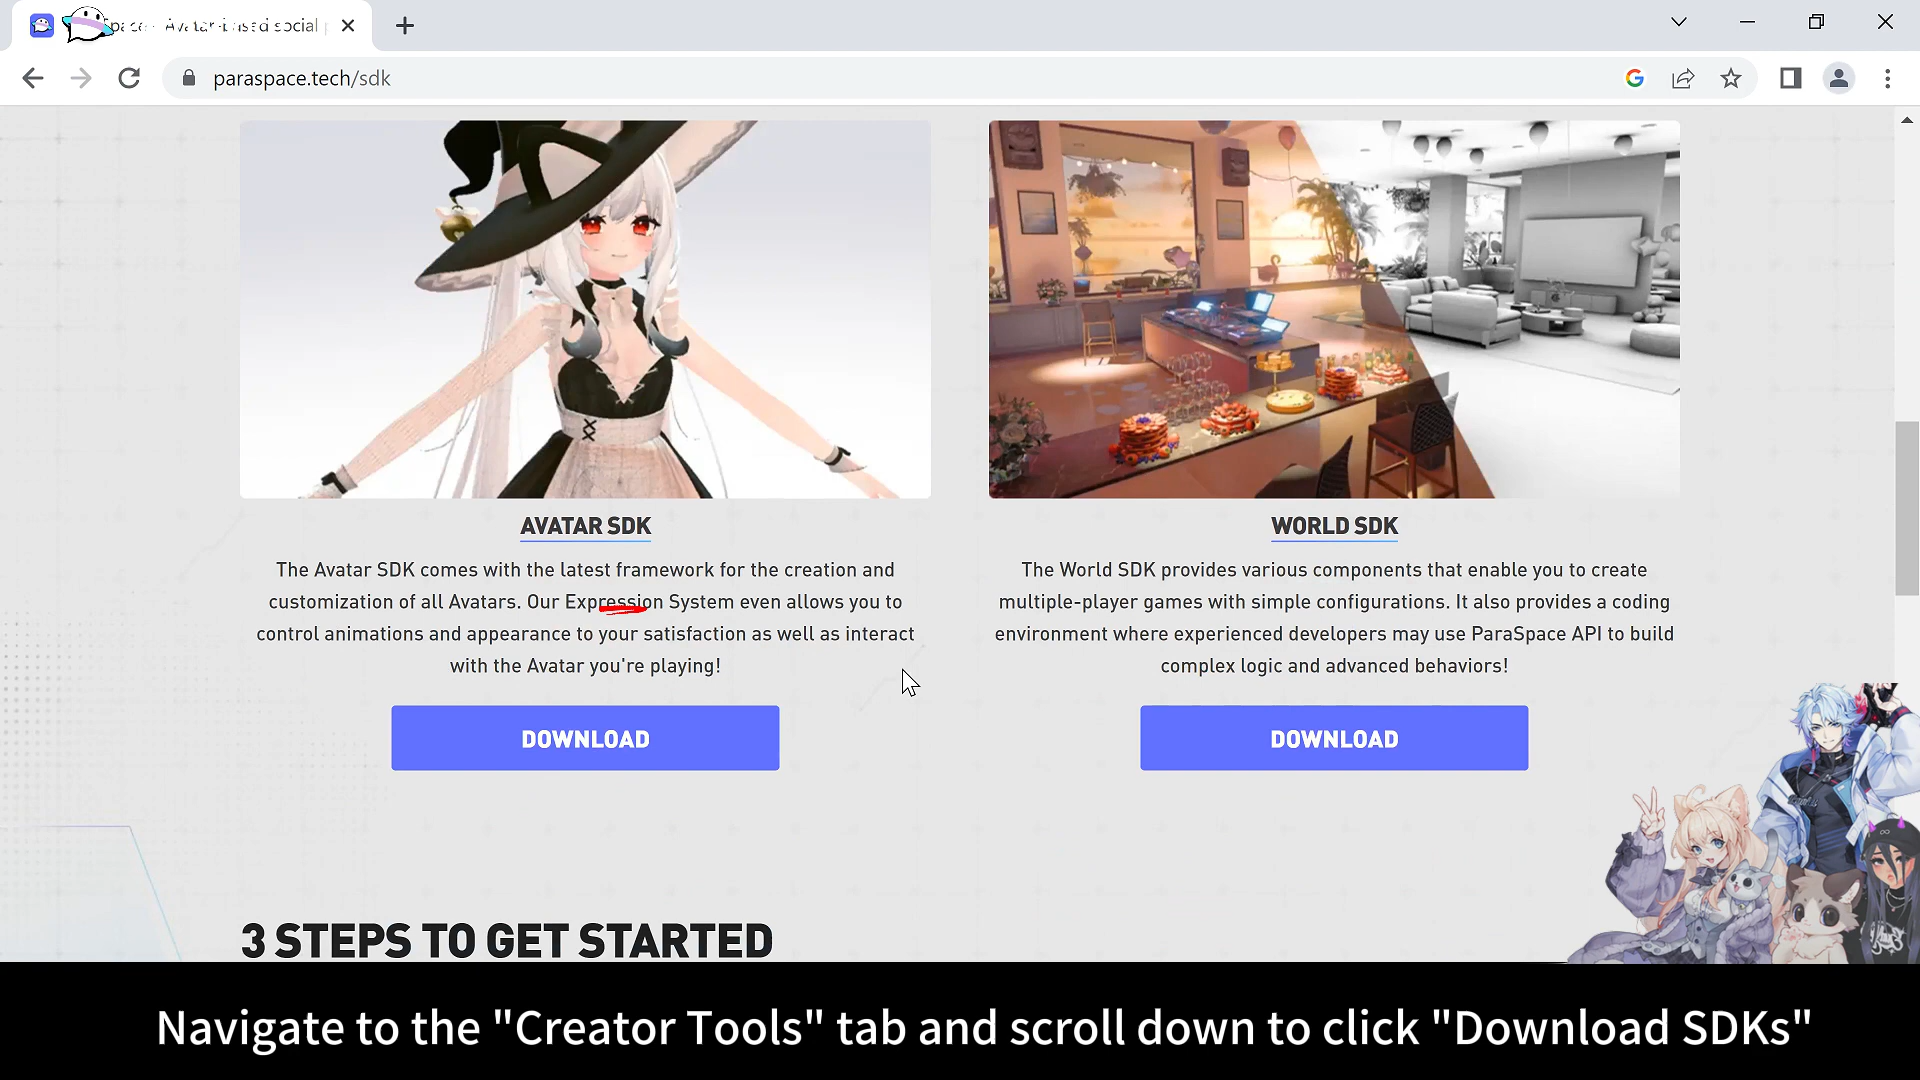 pace - Avatar-based social
paraspace.tech/sdk
AVATAR SDK
The Avatar SDK comes with the latest framework for the creation and
customization of all Avatars. Our Expression System even allows you to
control animations and appearance to your satisfaction as well as interact
with the Avatar you're playing!
DOWNLOAD
WORLD SDK
The World SDK provides various components that enable you to create
multiple-player games with simple configurations. It also provides a coding
environment where experienced developers may use ParaSpace API to build
complex logic and advanced behaviors!
DOWNLOAD
3 STEPS TO GET STARTED
Navigate to the "Creator Tools" tab and scroll down to click "Download SDKs"